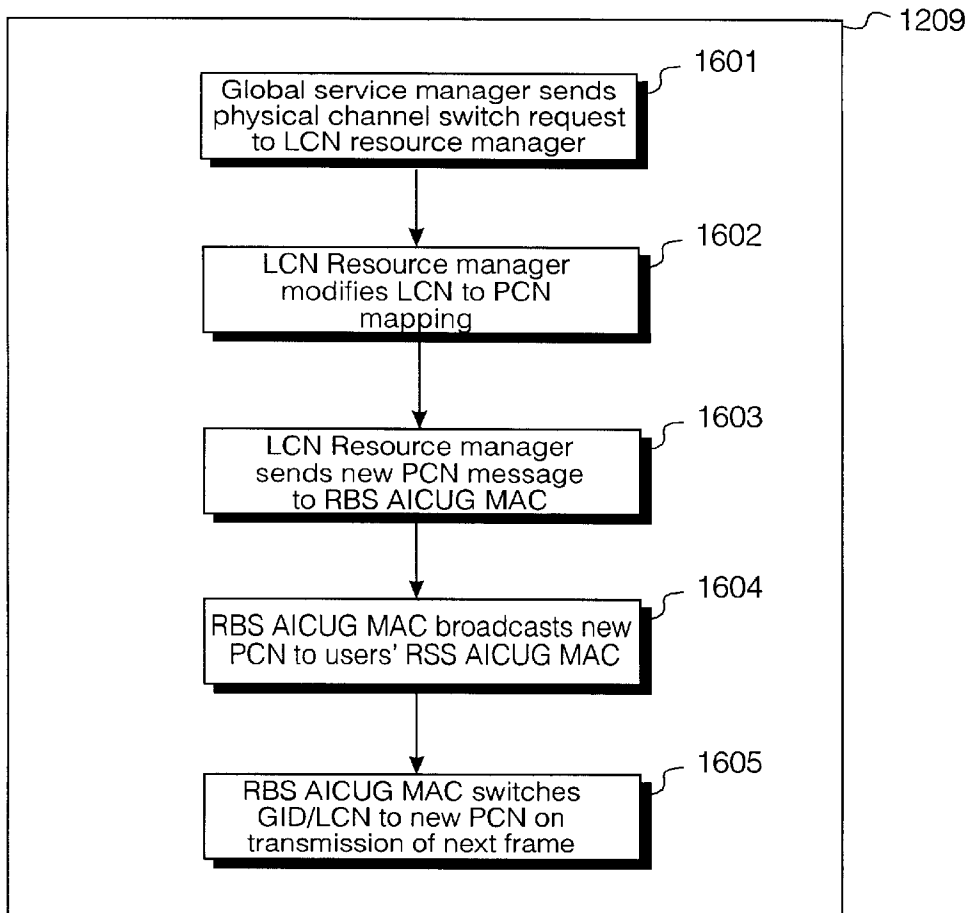 1209
1601
Global service manager sends
physical channel switch request
to LCN resource manager
1602
LCN Resource manager
modifies LCN to PCN
mapping
1603
LCN Resource manager
sends new PCN message
to RBS AICUG MAC
1604
RBS AICUG MAC broadcasts new
PCN to users' RSS AICUG MAC
1605
RBS AICUG MAC switches
GID/LCN to new PCN on
transmission of next frame